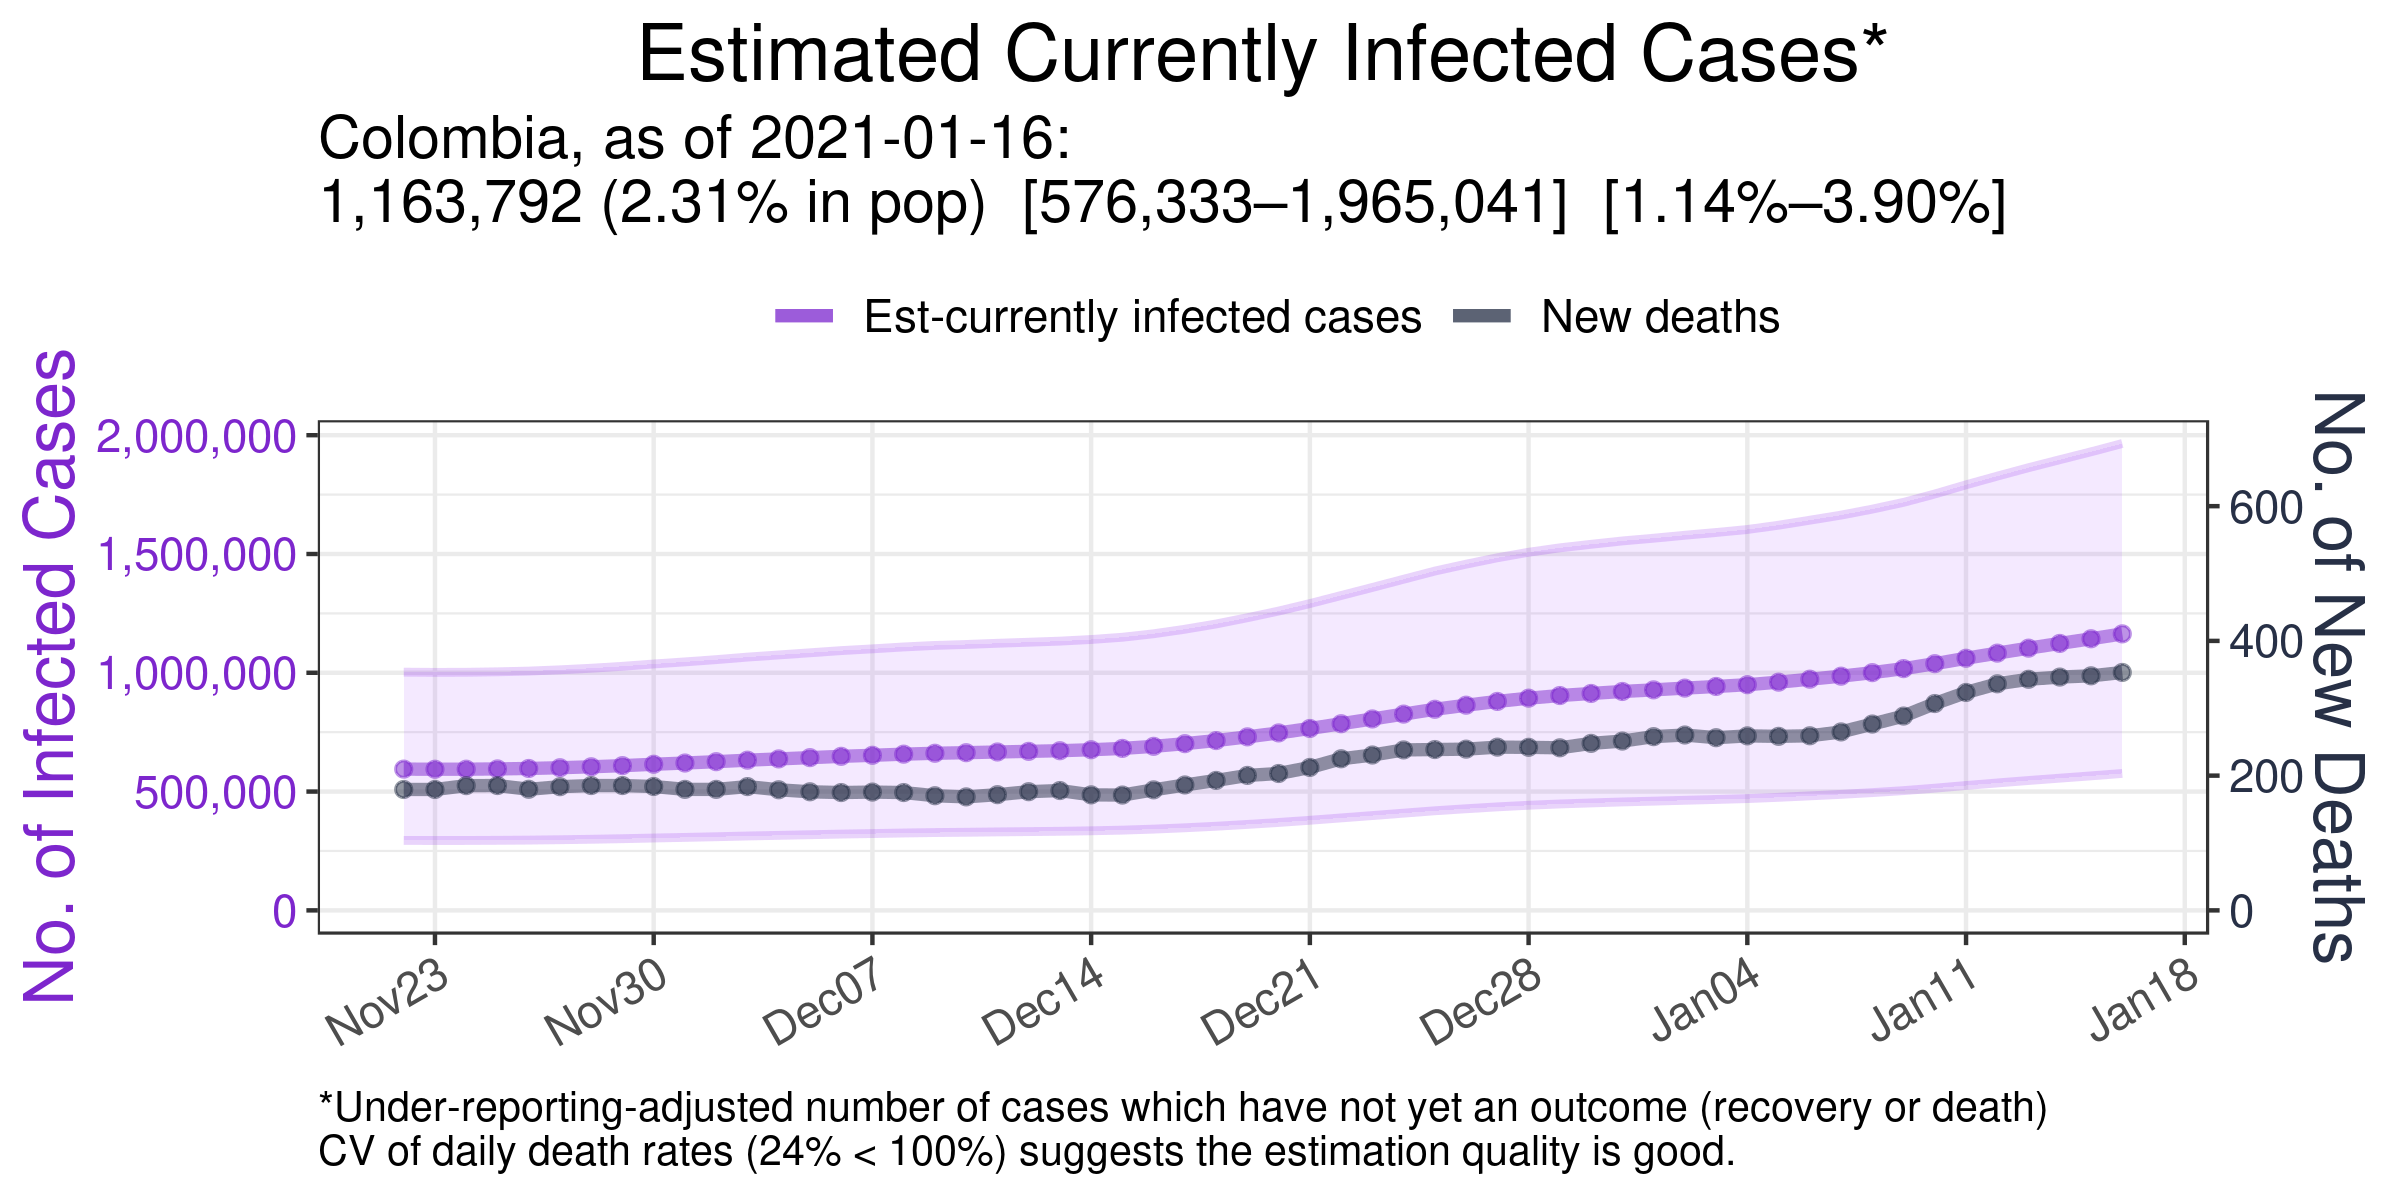 Estimated Currently Infected Cases*
Colombia, as of 2021-01-16:
1,163,792 (2.31% in pop)  [576,333–1,965,041]  [1.14%–3.90%]
Est-currently infected cases
New deaths
No. of Infected Cases
2,000,000
1,500,000
1,000,000
500,000
0
600
400
200
0
No. of New Deaths
Nov23
Nov30
Dec07
Dec14
Dec21
Dec28
Jan04
Jan11
Jan18
*Under-reporting-adjusted number of cases which have not yet an outcome (recovery or death)
CV of daily death rates (24% < 100%) suggests the estimation quality is good.